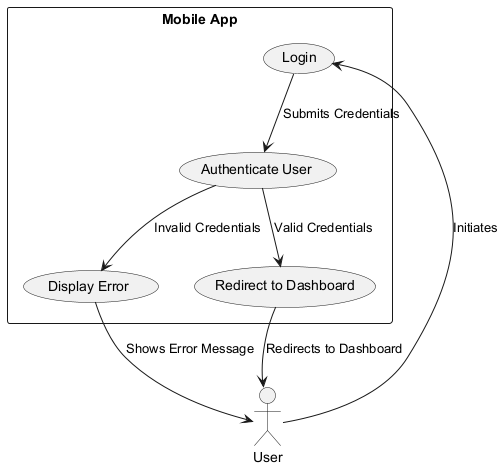 Mobile App
Login
Submits Credentials
Authenticate User
Initiates
Invalid Credentials
Valid Credentials
Display Error
Redirect to Dashboard
Shows Error Message
Redirects to Dashboard
User